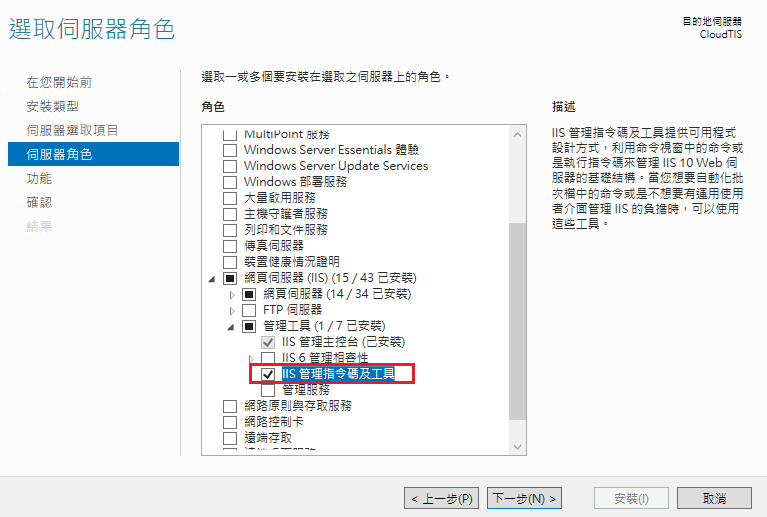 選取伺服器角色
目的地伺服器
CloudTIS
在您開始前
安裝類型
伺服器選取項目
伺服器角色
功能
確認
結果
選取一或多個要安裝在選取之伺服器上的角色。
角色
MultiPoint 服務
Windows Server Essentials 體驗
Windows Server Update Services
Windows 部署服務
大量啟用服務
主機守護者服務
列印和文件服務
傳真伺服器
裝置健康情況證明
網頁伺服器 (IIS) (15 / 43 已安裝)
網頁伺服器 (14 / 34 已安裝)
FTP 伺服器
管理工具 (1 / 7 已安裝)
IIS 管理主控台 (已安裝)
IIS 6 管理相容性
IIS 管理指令碼及工具
管理服務
網路原則與存取服務
網路控制卡
遠端存取
描述
IIS 管理指令碼及工具提供可用程式
設計方式，利用命令視窗中的命令或
是執行指令碼來管理 IIS 10 Web 伺
服器的基礎結構。當您想要自動化批
次檔中的命令或是不想要有運用使用
者介面管理 IIS 的負擔時，可以使用
這些工具。
< 上一步(P)
下一步(N) >
安裝(I)
取消